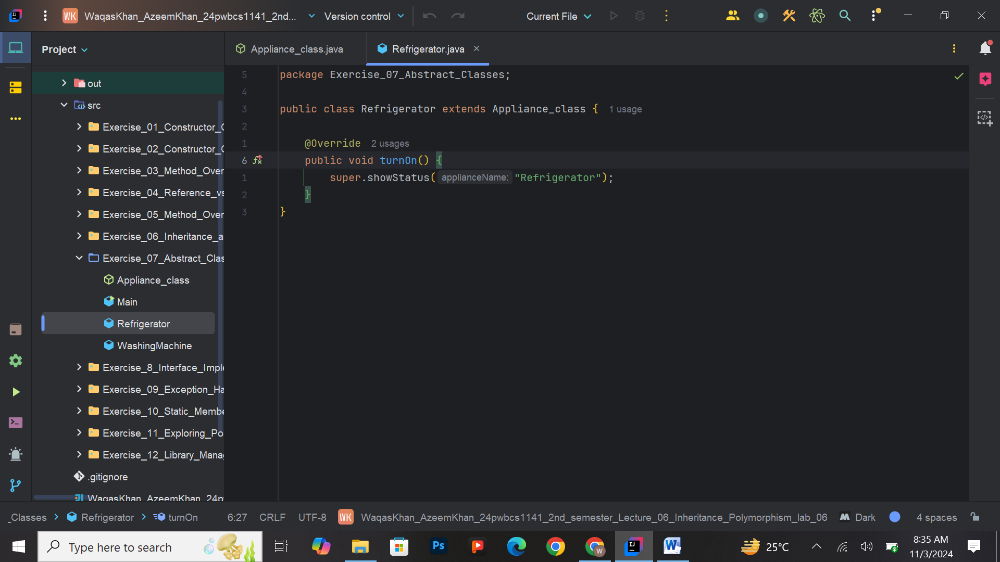 WK WaqasKhan_AzeemKhan_24pwbcs1141_2nd... Version control Current File
Project
Appliance_class.java Refrigerator.java
out
src
Exercise_01_Constructor_
Exercise_02_Constructor_
Exercise_03_Method_Over
Exercise_04_Reference_vs
Exercise_05_Method_Over
Exercise_06_Inheritance_a
Exercise_07_Abstract_Clas
Appliance_class
Main
Refrigerator
WashingMachine
Exercise_8_Interface_Imple
Exercise_09_Exception_Ha
Exercise_10_Static_Membe
Exercise_11_Exploring_Po
Exercise_12_Library_Mana
.gitignore
WaqasKhan_AzeemKhan_24p
5 package Exercise_07_Abstract_Classes;
4
3 public class Refrigerator extends Appliance_class { 1 usage
2
1 @Override 2 usages
6 public void turnOn() {
1 super.showStatus( applianceName: "Refrigerator");
2 }
3 }
_Classes Refrigerator turnOn 6:27 CRLF UTF-8 WK WaqasKhan_AzeemKhan_24pwbcs1141_2nd_semester_Lecture_06_Inheritance_Polymorphism_lab_06 Dark 4 spaces
Type here to search Ps W IJ W 25°C
8:35 AM
11/3/2024